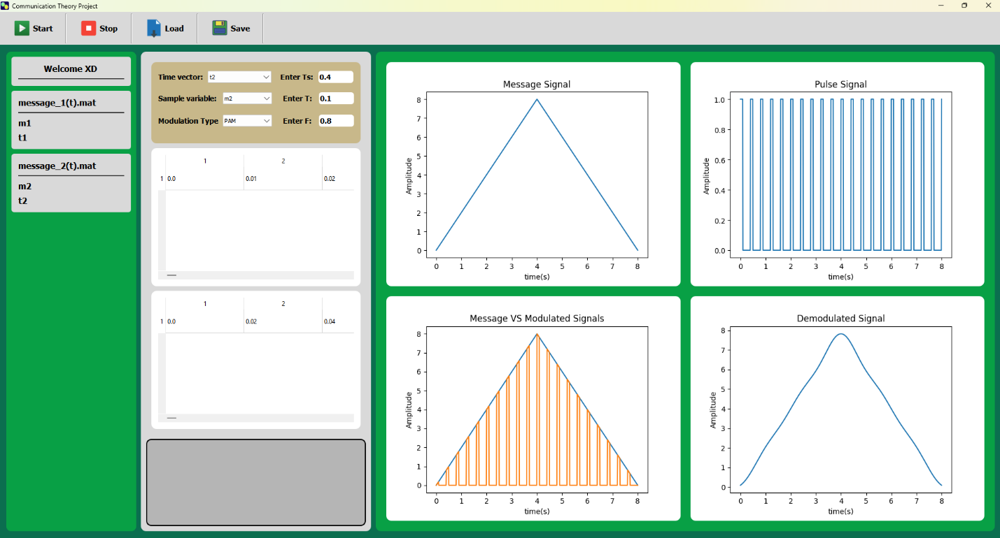 Communication Theory Project
Start Stop Load Save
Welcome XD
message_1(t).mat
m1
t1
message_2(t).mat
m2
t2
Time vector: t2 Enter Ts: 0.4
Sample variable: m2 Enter T: 0.1
Modulation Type PAM Enter F: 0.8
1 2
1 0.0 0.01 0.02
1 2
1 0.0 0.02 0.04
Message Signal
Amplitude
8
7
6
5
4
3
2
1
0
0 1 2 3 4 5 6 7 8
time(s)
Pulse Signal
Amplitude
1.0
0.8
0.6
0.4
0.2
0.0
0 1 2 3 4 5 6 7 8
time(s)
Message VS Modulated Signals
Amplitude
8
7
6
5
4
3
2
1
0
0 1 2 3 4 5 6 7 8
time(s)
Demodulated Signal
Amplitude
8
7
6
5
4
3
2
1
0
0 1 2 3 4 5 6 7 8
time(s)